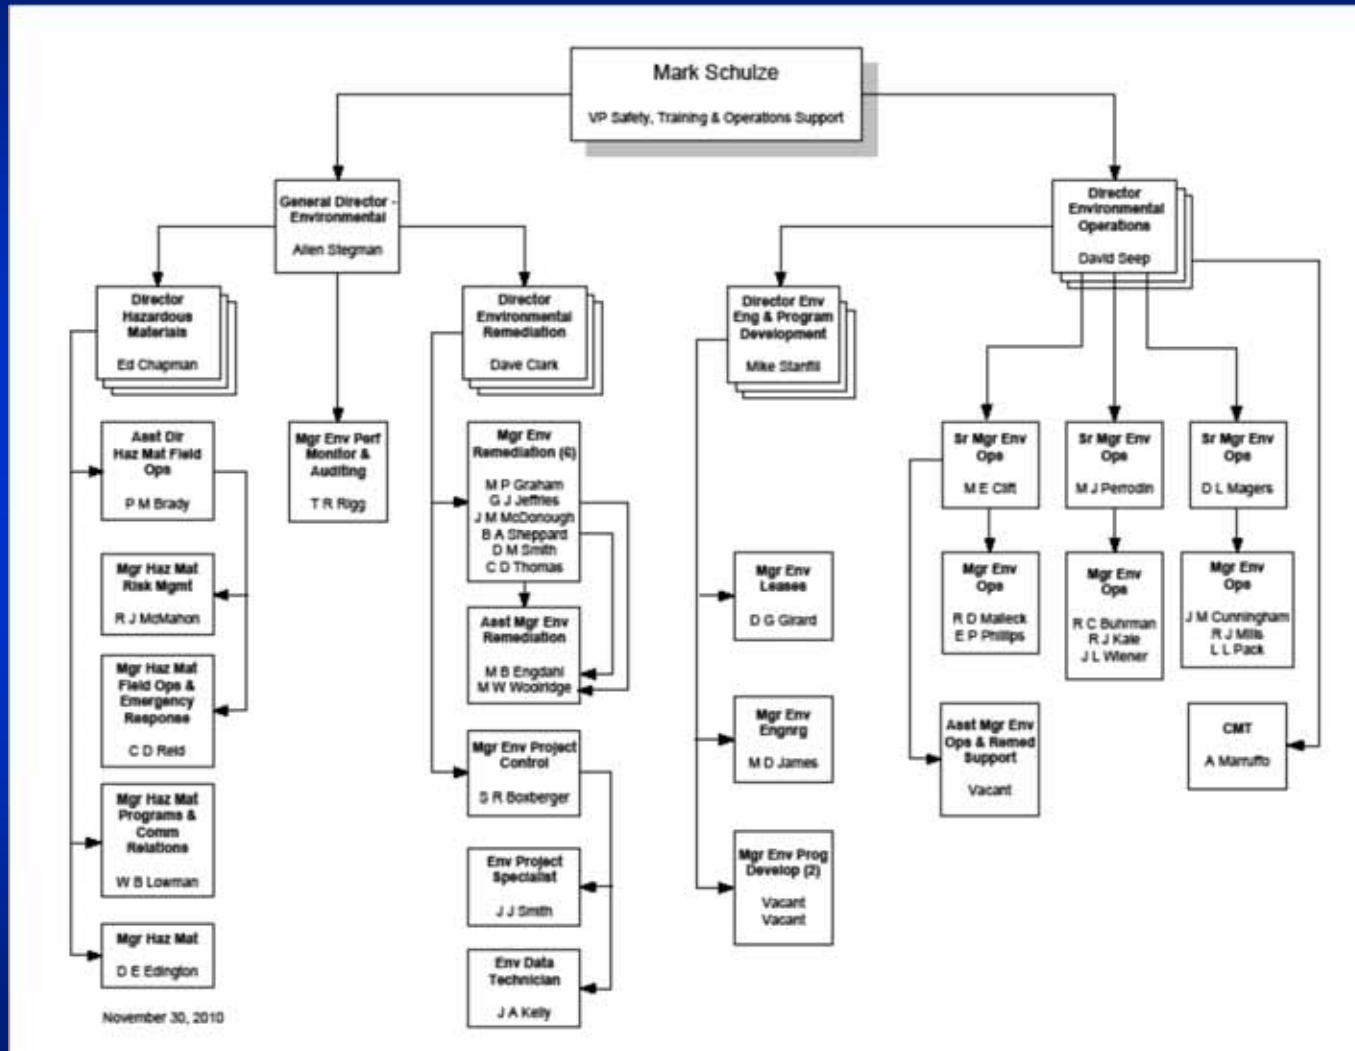 Mark Schulze
VP Safety, Training & Operations Support
General Director -
Environmental
Allen Stegman
Director
Environmental
Operations
David Seep
Director
Hazardous
Materials
Ed Chapman
Director
Environmental
Remediation
Dave Clark
Director Env
Eng & Program
Development
Mike Stanfill
Asst Dir
Haz Mat Field
Ops
P M Brady
Mgr Env Perf
Monitor &
Auditing
T R Rigg
Mgr Env
Remediation (6)
M P Graham
G J Jeffries
J M McDonough
B A Sheppard
D M Smith
C D Thomas
Sr Mgr Env
Ops
M E Clift
Sr Mgr Env
Ops
M J Perrodin
Sr Mgr Env
Ops
D L Magers
Mgr Haz Mat
Risk Mgmt
R J McMahon
Asst Mgr Env
Remediation
M B Engdahl
M W Woolridge
Mgr Env
Leases
D G Girard
Mgr Env
Ops
R D Malleck
E P Phillips
Mgr Env
Ops
R C Buhrman
R J Kale
J L Wiener
Mgr Env
Ops
J M Cunningham
R J Mills
L L Pack
Mgr Haz Mat
Field Ops &
Emergency
Response
C D Reid
Mgr Env Project
Control
S R Boxberger
Mgr Env
Engnrg
M D James
Asst Mgr Env
Ops & Remed
Support
Vacant
CMT
A Marruffo
Mgr Haz Mat
Programs &
Comm
Relations
W B Lowman
Env Project
Specialist
J J Smith
Mgr Env Prog
Develop (2)
Vacant
Vacant
Mgr Haz Mat
D E Edington
Env Data
Technician
J A Kelly
November 30, 2010